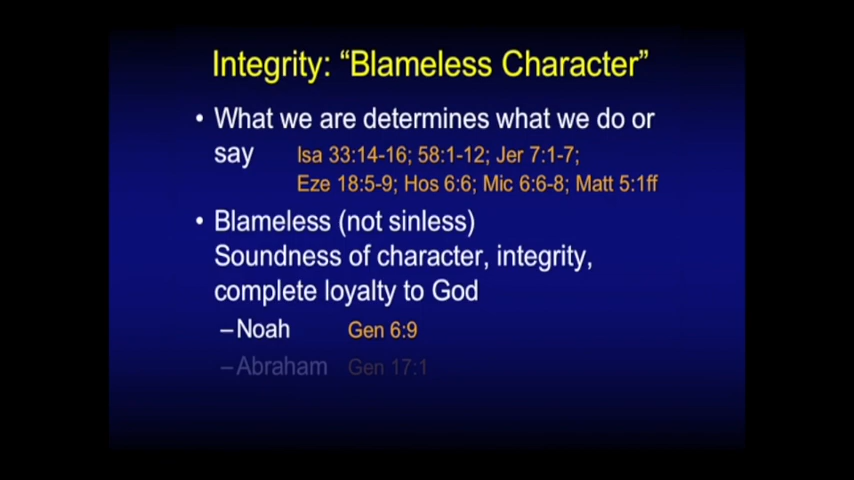 Integrity: “Blameless Character”
• What we are determines what we do or
say Isa 33:14-16; 58:1-12; Jer 7:1-7;
Eze 18:5-9; Hos 6:6; Mic 6:6-8; Matt 5:1ff
• Blameless (not sinless)
Soundness of character, integrity,
complete loyalty to God
–Noah Gen 6:9
–Abraham Gen 17:1